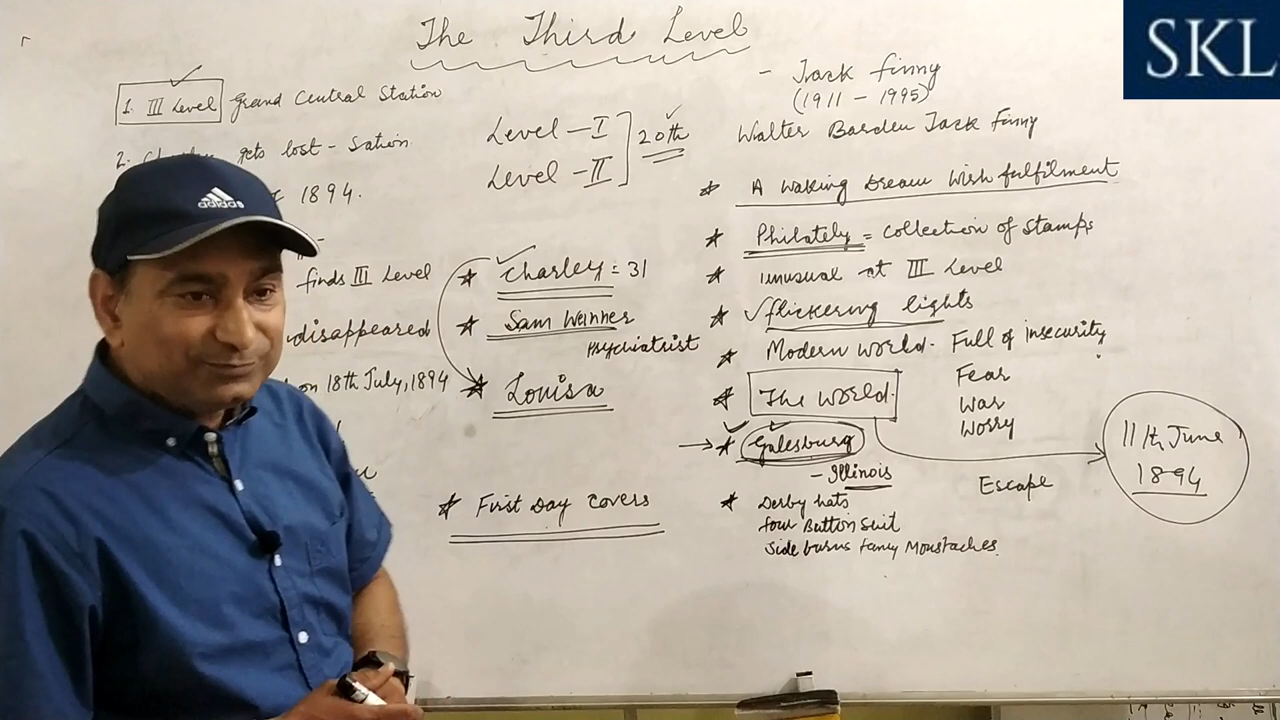 The Third Level
SKL
1. III Level Grand Central Station
2. gets lost - Sation
1894.
finds III Level
disappeared
on 18th July, 1894
Level - I
Level - II
20th
Charley = 31
Sam Weinner
Psychiatrist
Louisa
First Day covers
- Jack finny
(1911 - 1995)
Walter Barden Jack Finny
A waking Dream Wish fulfilment
Philately = collection of stamps
unusual at III Level
flickering lights
Modern world. Full of insecurity
Fear
War
Worry
The World.
Galesburg
- Illinois
Escape
11th June
1894
Derby hats
four Button suit
Side burns fancy Moustaches.
adidas